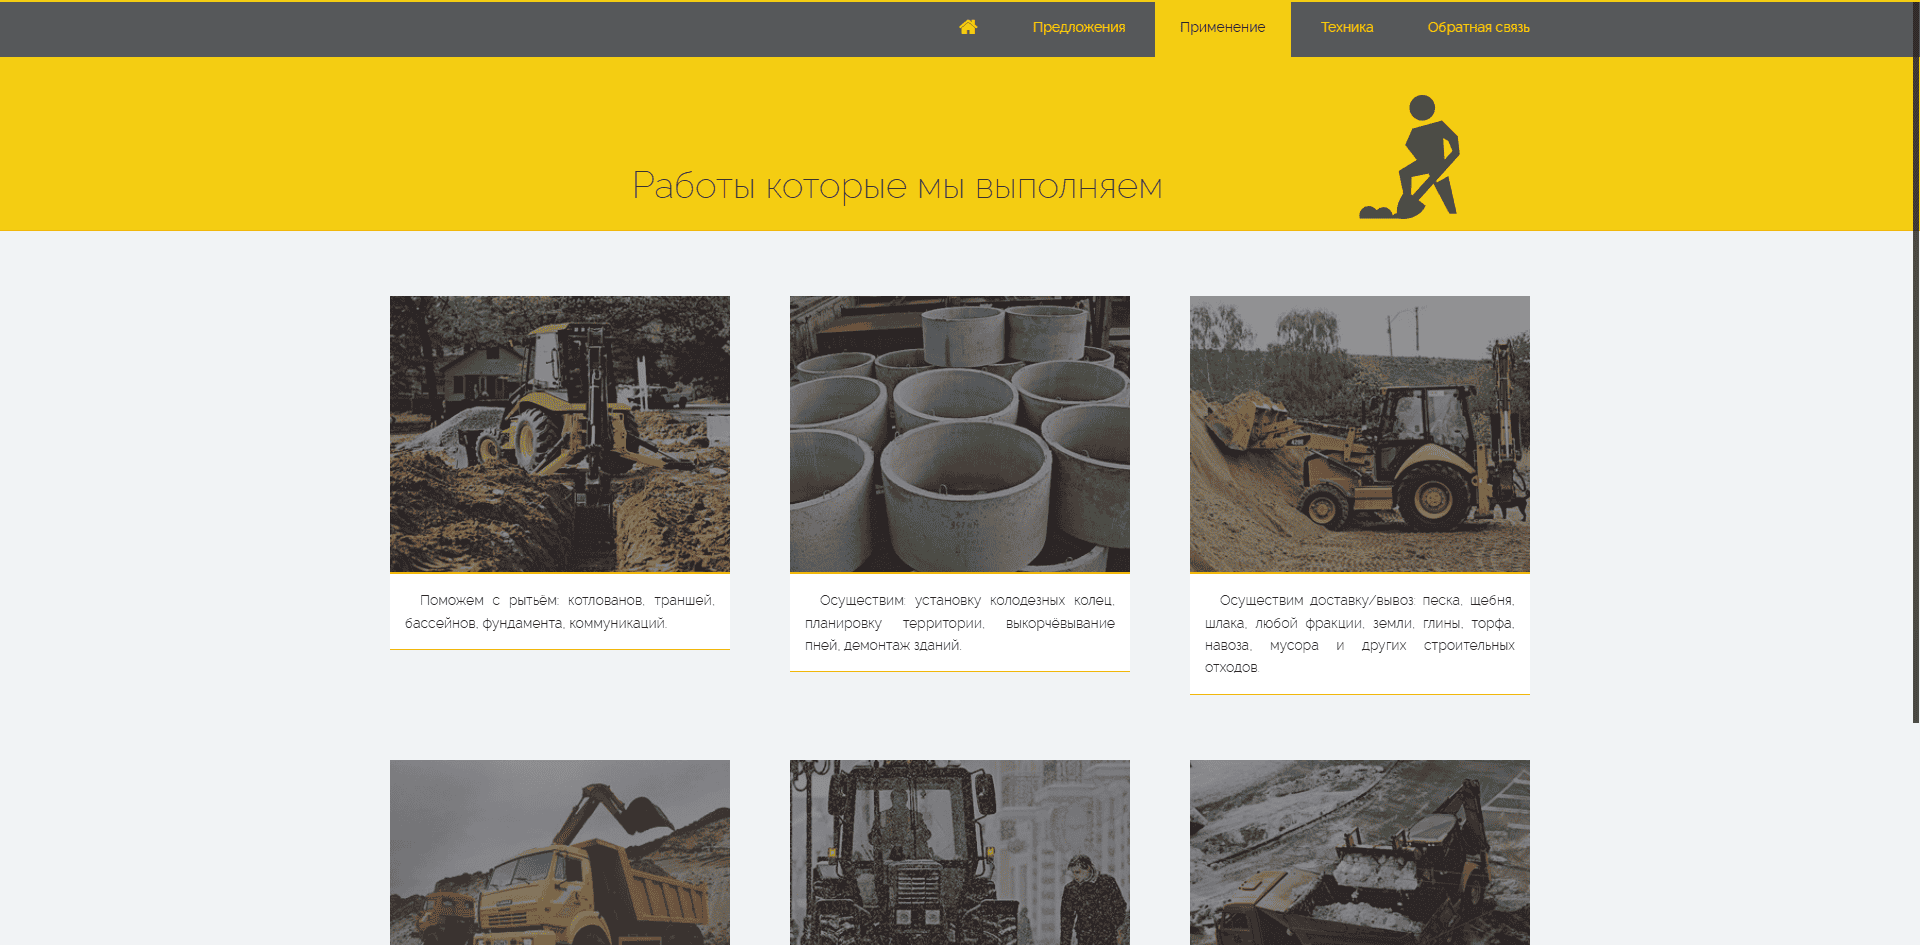 Предложения Применение Техника Обратная связь
Работы которые мы выполняем
Поможем с рытьём: котлованов, траншей,
бассейнов, фундамента, коммуникаций.
Осуществим: установку колодезных колец,
планировку территории, выкорчёвывание
пней, демонтаж зданий.
Осуществим доставку/вывоз: песка, щебня,
шлака, любой фракции, земли, глины, торфа,
навоза, мусора и других строительных
отходов